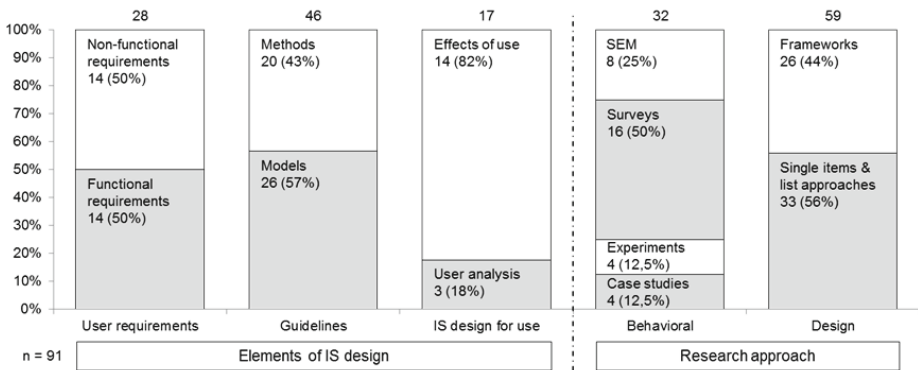 28 46 17 32 59
100%
90%
80%
70%
60%
50%
40%
30%
20%
10%
0%
Non-functional
requirements
14 (50%)
Functional
requirements
14 (50%)
Methods
20 (43%)
Models
26 (57%)
Effects of use
14 (82%)
User analysis
3 (18%)
SEM
8 (25%)
Surveys
16 (50%)
Experiments
4 (12,5%)
Case studies
4 (12,5%)
Frameworks
26 (44%)
Single items &
list approaches
33 (56%)
User requirements Guidelines IS design for use Behavioral Design
n = 91 Elements of IS design Research approach